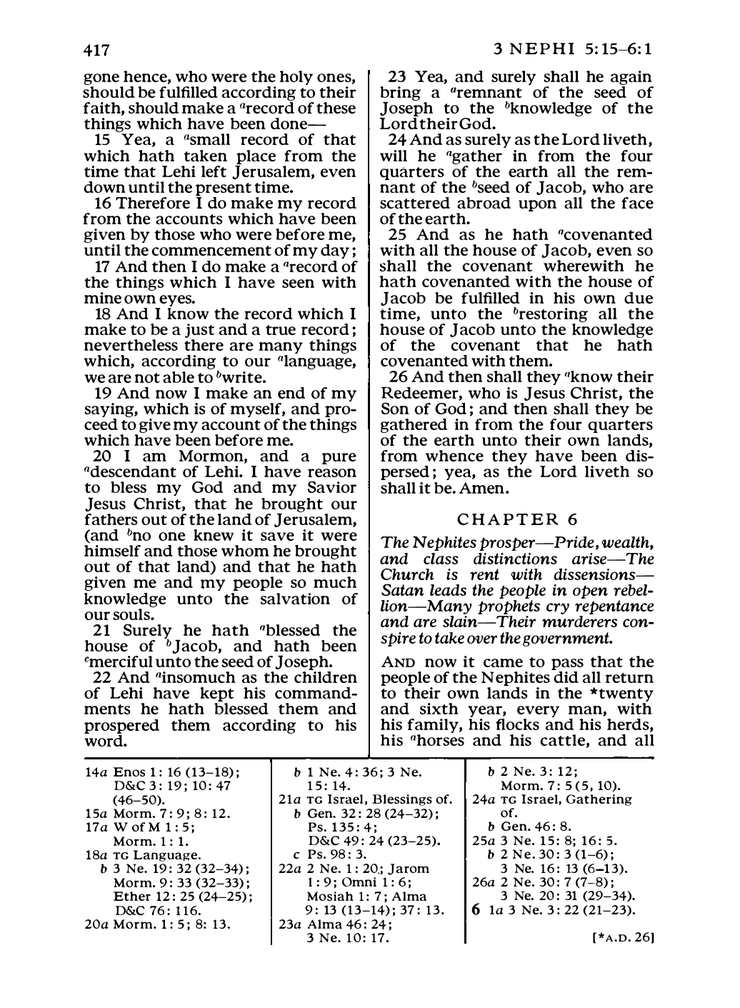 417
3 NEPHI 5:15–6:1
gone hence, who were the holy ones,
should be fulfilled according to their
faith, should make a arecord of these
things which have been done—
15 Yea, a asmall record of that
which hath taken place from the
time that Lehi left Jerusalem, even
down until the present time.
16 Therefore I do make my record
from the accounts which have been
given by those who were before me,
until the commencement of my day;
17 And then I do make a arecord of
the things which I have seen with
mine own eyes.
18 And I know the record which I
make to be a just and a true record;
nevertheless there are many things
which, according to our alanguage,
we are not able to bwrite.
19 And now I make an end of my
saying, which is of myself, and pro-
ceed to give my account of the things
which have been before me.
20 I am Mormon, and a pure
adescendant of Lehi. I have reason
to bless my God and my Savior
Jesus Christ, that he brought our
fathers out of the land of Jerusalem,
(and bno one knew it save it were
himself and those whom he brought
out of that land) and that he hath
given me and my people so much
knowledge unto the salvation of
our souls.
21 Surely he hath ablessed the
house of bJacob, and hath been
cmerciful unto the seed of Joseph.
22 And ainsomuch as the children
of Lehi have kept his command-
ments he hath blessed them and
prospered them according to his
word.
23 Yea, and surely shall he again
bring a aremnant of the seed of
Joseph to the bknowledge of the
Lord their God.
24 And as surely as the Lord liveth,
will he agather in from the four
quarters of the earth all the rem-
nant of the bseed of Jacob, who are
scattered abroad upon all the face
of the earth.
25 And as he hath acovenanted
with all the house of Jacob, even so
shall the covenant wherewith he
hath covenanted with the house of
Jacob be fulfilled in his own due
time, unto the brestoring all the
house of Jacob unto the knowledge
of the covenant that he hath
covenanted with them.
26 And then shall they aknow their
Redeemer, who is Jesus Christ, the
Son of God; and then shall they be
gathered in from the four quarters
of the earth unto their own lands,
from whence they have been dis-
persed; yea, as the Lord liveth so
shall it be. Amen.
CHAPTER 6
The Nephites prosper—Pride, wealth,
and class distinctions arise—The
Church is rent with dissensions—
Satan leads the people in open rebel-
lion—Many prophets cry repentance
and are slain—Their murderers con-
spire to take over the government.
AND now it came to pass that the
people of the Nephites did all return
to their own lands in the *twenty
and sixth year, every man, with
his family, his flocks and his herds,
his ahorses and his cattle, and all
14a Enos 1: 16 (13–18);
D&C 3: 19; 10: 47
(46–50).
15a Morm. 7: 9; 8: 12.
17a W of M 1: 5;
Morm. 1: 1.
18a TG Language.
b 3 Ne. 19: 32 (32–34);
Morm. 9: 33 (32–33);
Ether 12: 25 (24–25);
D&C 76: 116.
20a Morm. 1: 5; 8: 13.
b 1 Ne. 4: 36; 3 Ne.
15: 14.
21a TG Israel, Blessings of.
b Gen. 32: 28 (24–32);
Ps. 135: 4;
D&C 49: 24 (23–25).
c Ps. 98: 3.
22a 2 Ne. 1: 20; Jarom
1: 9; Omni 1: 6;
Mosiah 1: 7; Alma
9: 13 (13–14); 37: 13.
23a Alma 46: 24;
3 Ne. 10: 17.
b 2 Ne. 3: 12;
Morm. 7: 5 (5, 10).
24a TG Israel, Gathering
of.
b Gen. 46: 8.
25a 3 Ne. 15: 8; 16: 5.
b 2 Ne. 30: 3 (1–6);
3 Ne. 16: 13 (6–13).
26a 2 Ne. 30: 7 (7–8);
3 Ne. 20: 31 (29–34).
6 1a 3 Ne. 3: 22 (21–23).
[*A.D. 26]